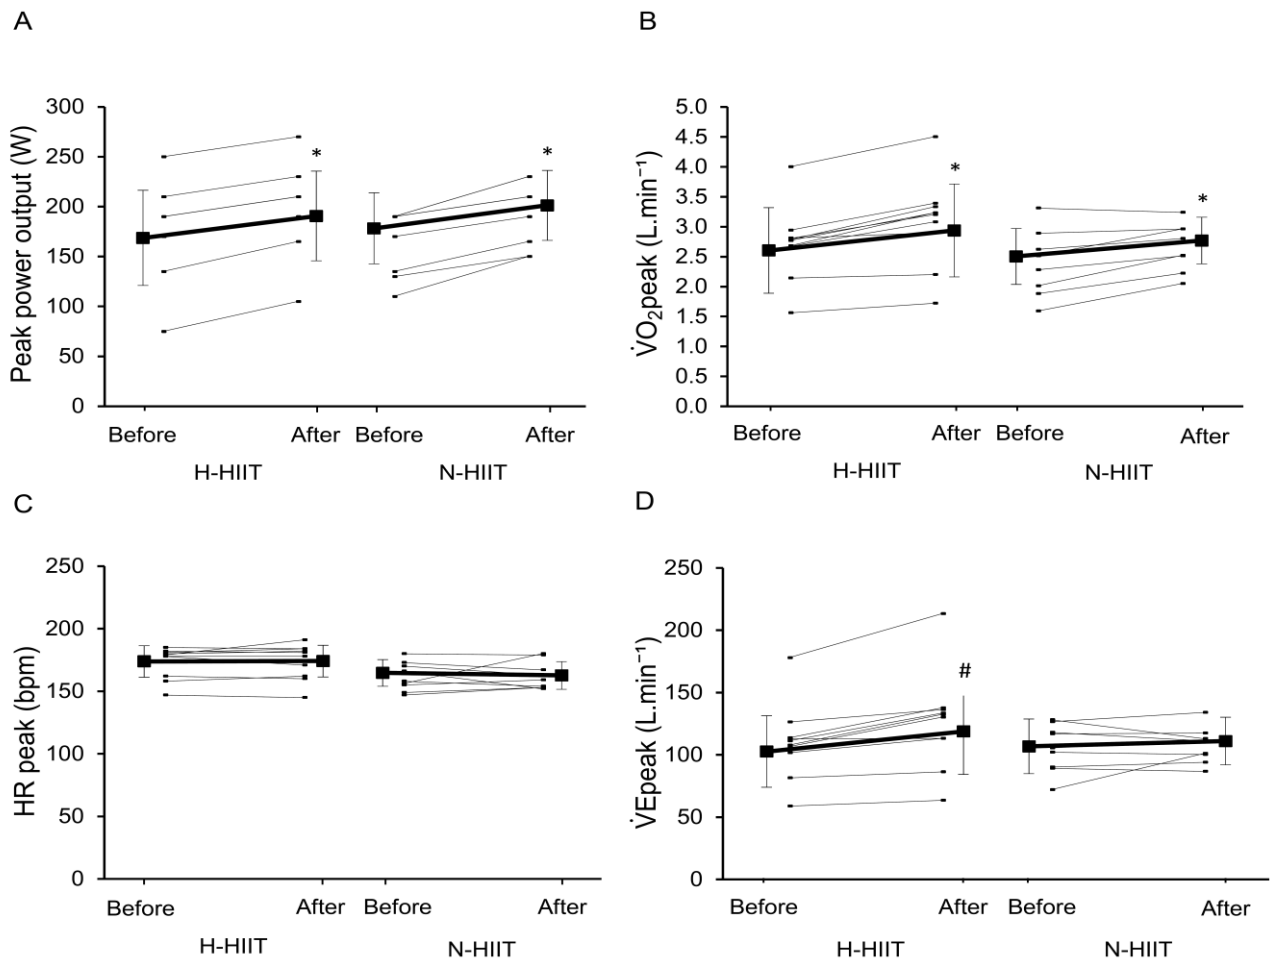 A
Peak power output (W)
300
250
200
150
100
50
0
*
*
Before
After
Before
After
H-HIIT
N-HIIT
B
V̇O₂peak (L.min⁻¹)
5.0
4.5
4.0
3.5
3.0
2.5
2.0
1.5
1.0
0.5
0.0
*
*
Before
After
Before
After
H-HIIT
N-HIIT
C
HR peak (bpm)
250
200
150
100
50
0
Before
After
Before
After
H-HIIT
N-HIIT
D
V̇Epeak (L.min⁻¹)
250
200
150
100
50
0
#
Before
After
Before
After
H-HIIT
N-HIIT